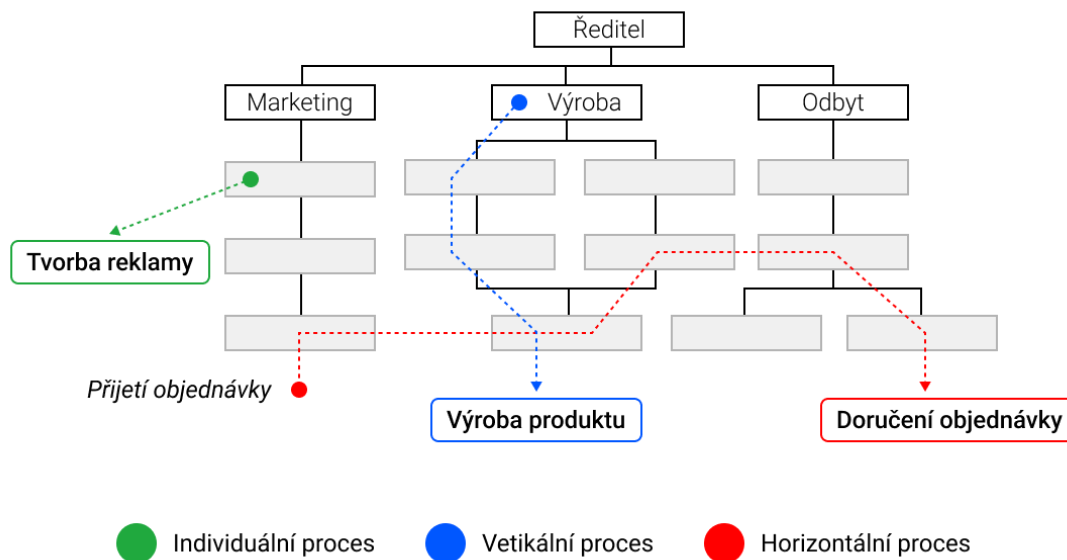 Ředitel
Marketing
Výroba
Odbyt
Tvorba reklamy
Přijetí objednávky
Výroba produktu
Doručení objednávky
Individuální proces
Vetikální proces
Horizontální proces